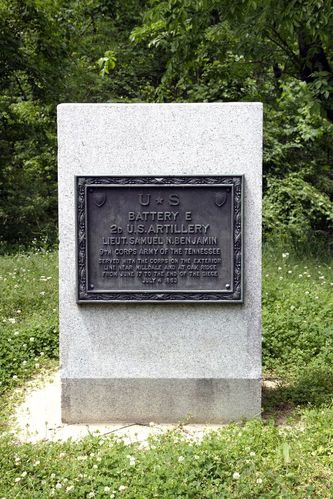 U ★ S
BATTERY E
2D U.S. ARTILLERY
LIEUT. SAMUEL N. BENJAMIN
9TH CORPS ARMY OF THE TENNESSEE
SERVED WITH THE CORPS ON THE EXTERIOR
LINE NEAR MILLDALE AND AT OAK RIDGE
FROM JUNE 17 TO THE END OF THE SIEGE
JULY 4, 1863